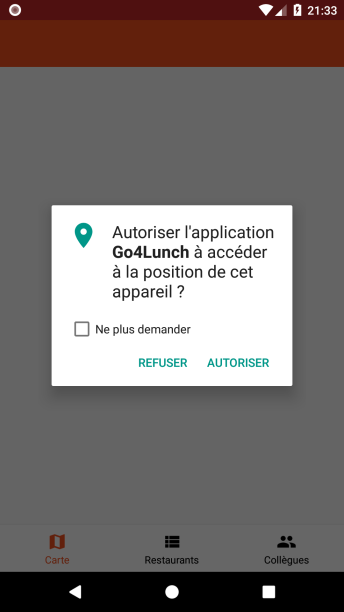 21:33
Autoriser l'application
Go4Lunch à accéder
à la position de cet
appareil ?
Ne plus demander
REFUSER AUTORISER
Carte Restaurants Collègues